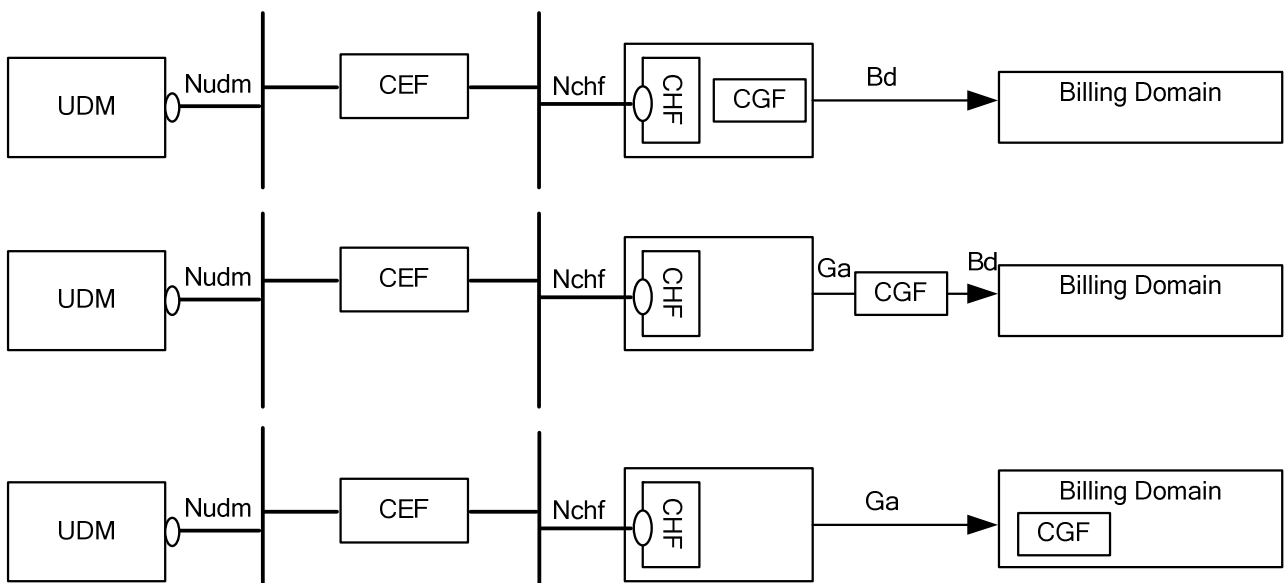 UDM
Nudm
CEF
Nchf
CHF
CGF
Bd
Billing Domain
UDM
Nudm
CEF
Nchf
CHF
Ga
CGF
Bd
Billing Domain
UDM
Nudm
CEF
Nchf
CHF
Ga
Billing Domain
CGF